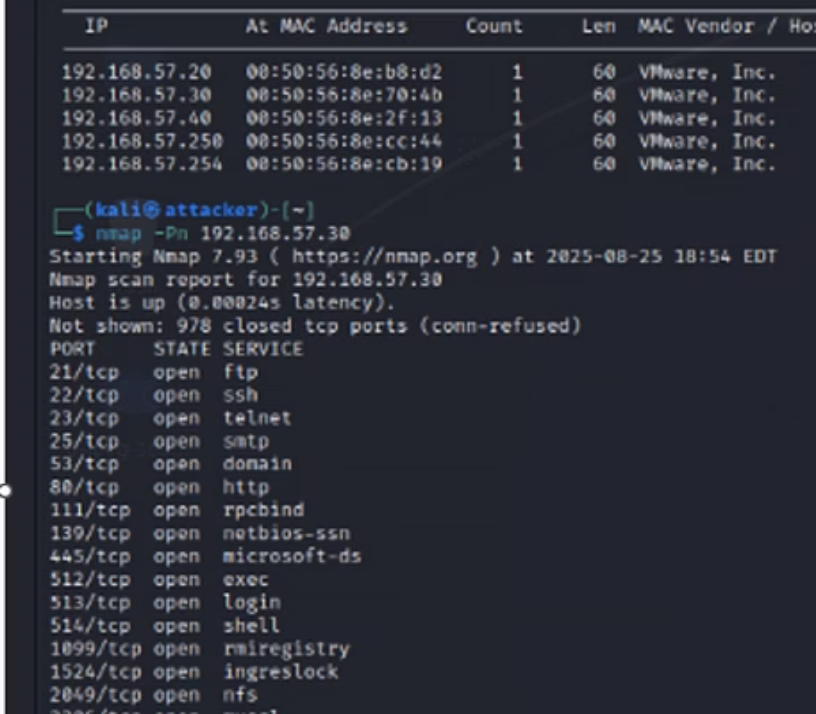 IP At MAC Address Count Len MAC Vendor / Ho
192.168.57.20 00:50:56:8e:b8:d2 1 60 VMware, Inc.
192.168.57.30 00:50:56:8e:70:4b 1 60 VMware, Inc.
192.168.57.40 00:50:56:8e:2f:13 1 60 VMware, Inc.
192.168.57.250 00:50:56:8e:cc:44 1 60 VMware, Inc.
192.168.57.254 00:50:56:8e:cb:19 1 60 VMware, Inc.
┌──(kali㉿attacker)-[~]
└─$ nmap -Pn 192.168.57.30
Starting Nmap 7.93 ( https://nmap.org ) at 2025-08-25 18:54 EDT
Nmap scan report for 192.168.57.30
Host is up (0.00024s latency).
Not shown: 978 closed tcp ports (conn-refused)
PORT STATE SERVICE
21/tcp open ftp
22/tcp open ssh
23/tcp open telnet
25/tcp open smtp
53/tcp open domain
80/tcp open http
111/tcp open rpcbind
139/tcp open netbios-ssn
445/tcp open microsoft-ds
512/tcp open exec
513/tcp open login
514/tcp open shell
1099/tcp open rmiregistry
1524/tcp open ingreslock
2049/tcp open nfs